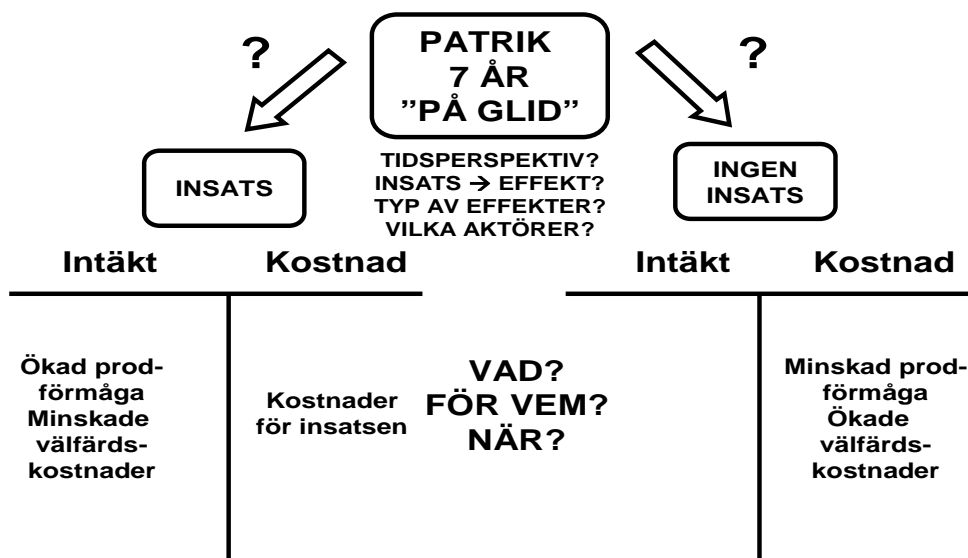 ?
PATRIK
7 ÅR
”PÅ GLID”
?
INSATS
TIDSPERSPEKTIV?
INSATS → EFFEKT?
TYP AV EFFEKTER?
VILKA AKTÖRER?
INGEN
INSATS
Intäkt
Kostnad
Intäkt
Kostnad
Ökad prod-
förmåga
Minskade
välfärds-
kostnader
Kostnader
för insatsen
VAD?
FÖR VEM?
NÄR?
Minskad prod-
förmåga
Ökade
välfärds-
kostnader